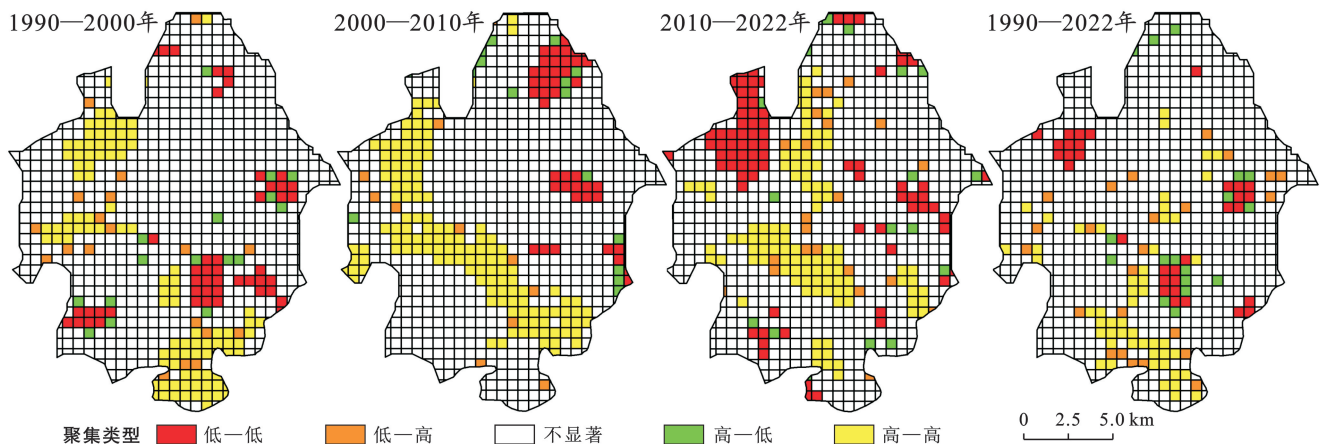 1990—2000年
2000—2010年
2010—2022年
1990—2022年
聚集类型 低—低 低—高 不显著 高—低 高—高
0 2.5 5.0 km